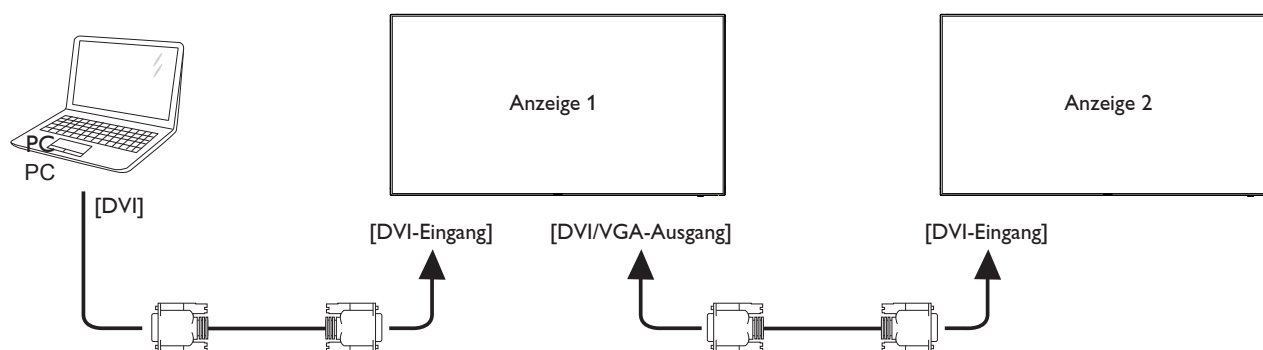 Anzeige 1
Anzeige 2
PC
PC
[DVI]
[DVI-Eingang]
[DVI/VGA-Ausgang]
[DVI-Eingang]